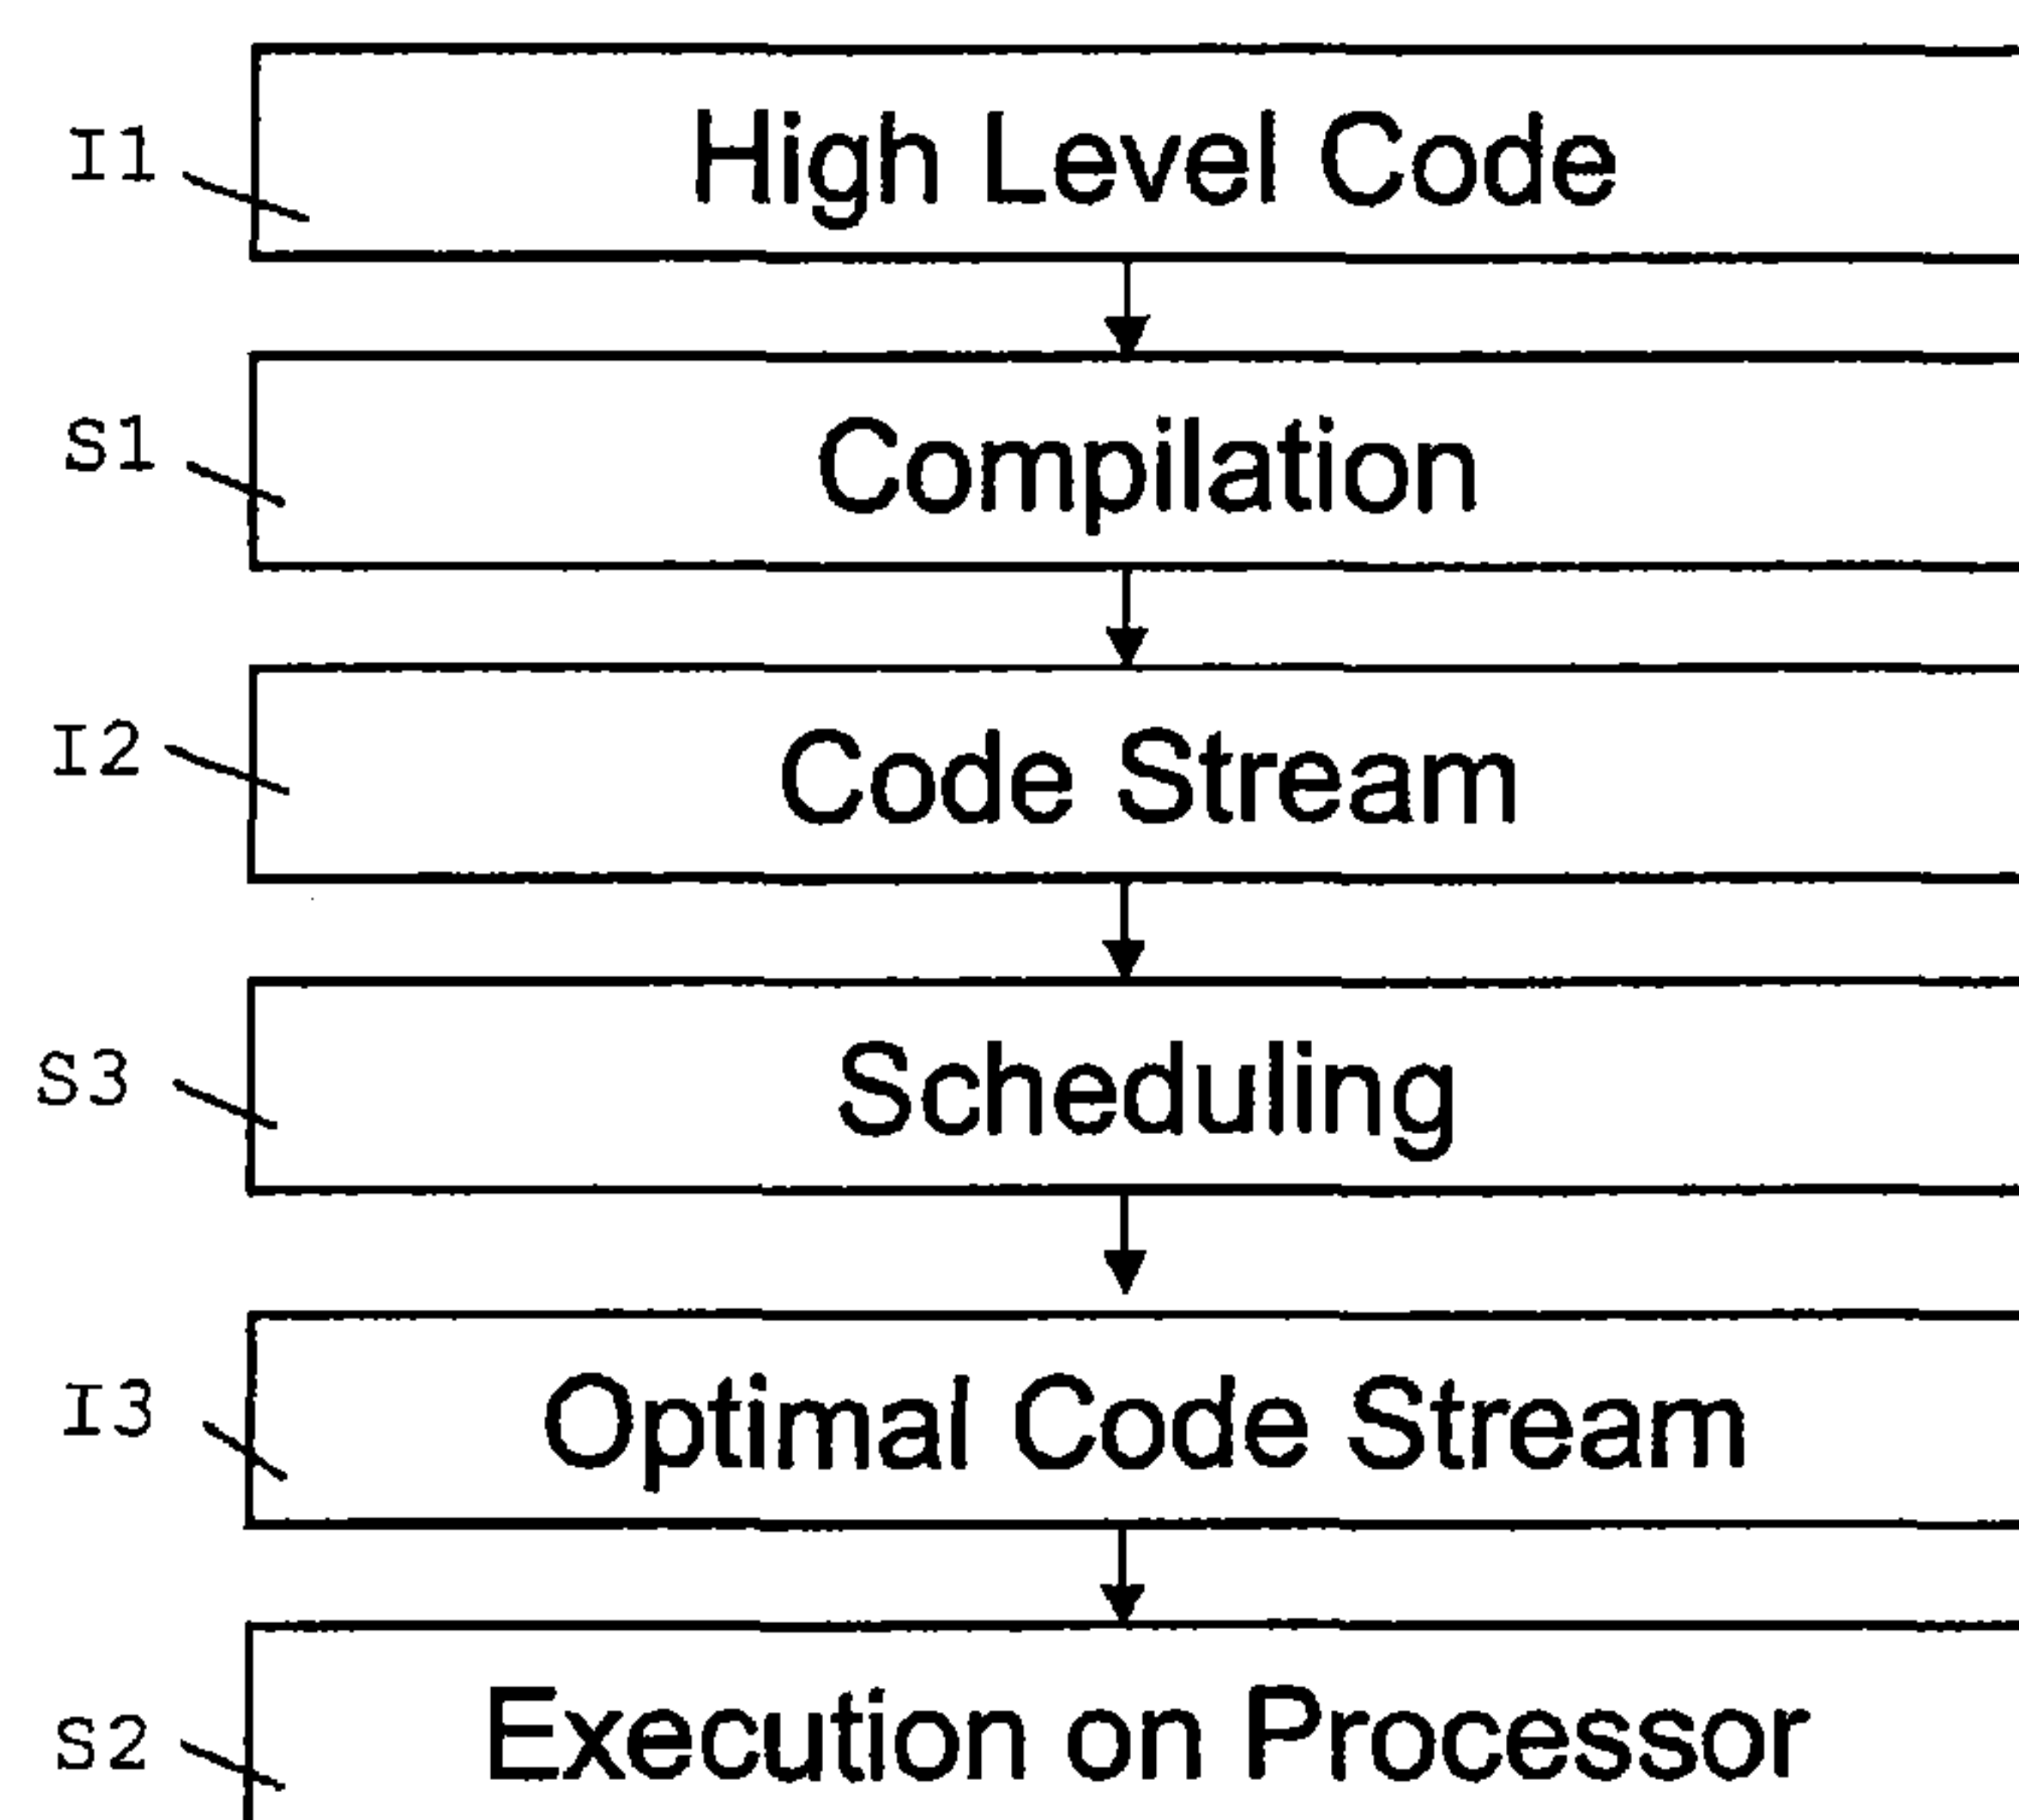 I1 High Level Code
S1 Compilation
I2 Code Stream
S3 Scheduling
I3 Optimal Code Stream
S2 Execution on Processor